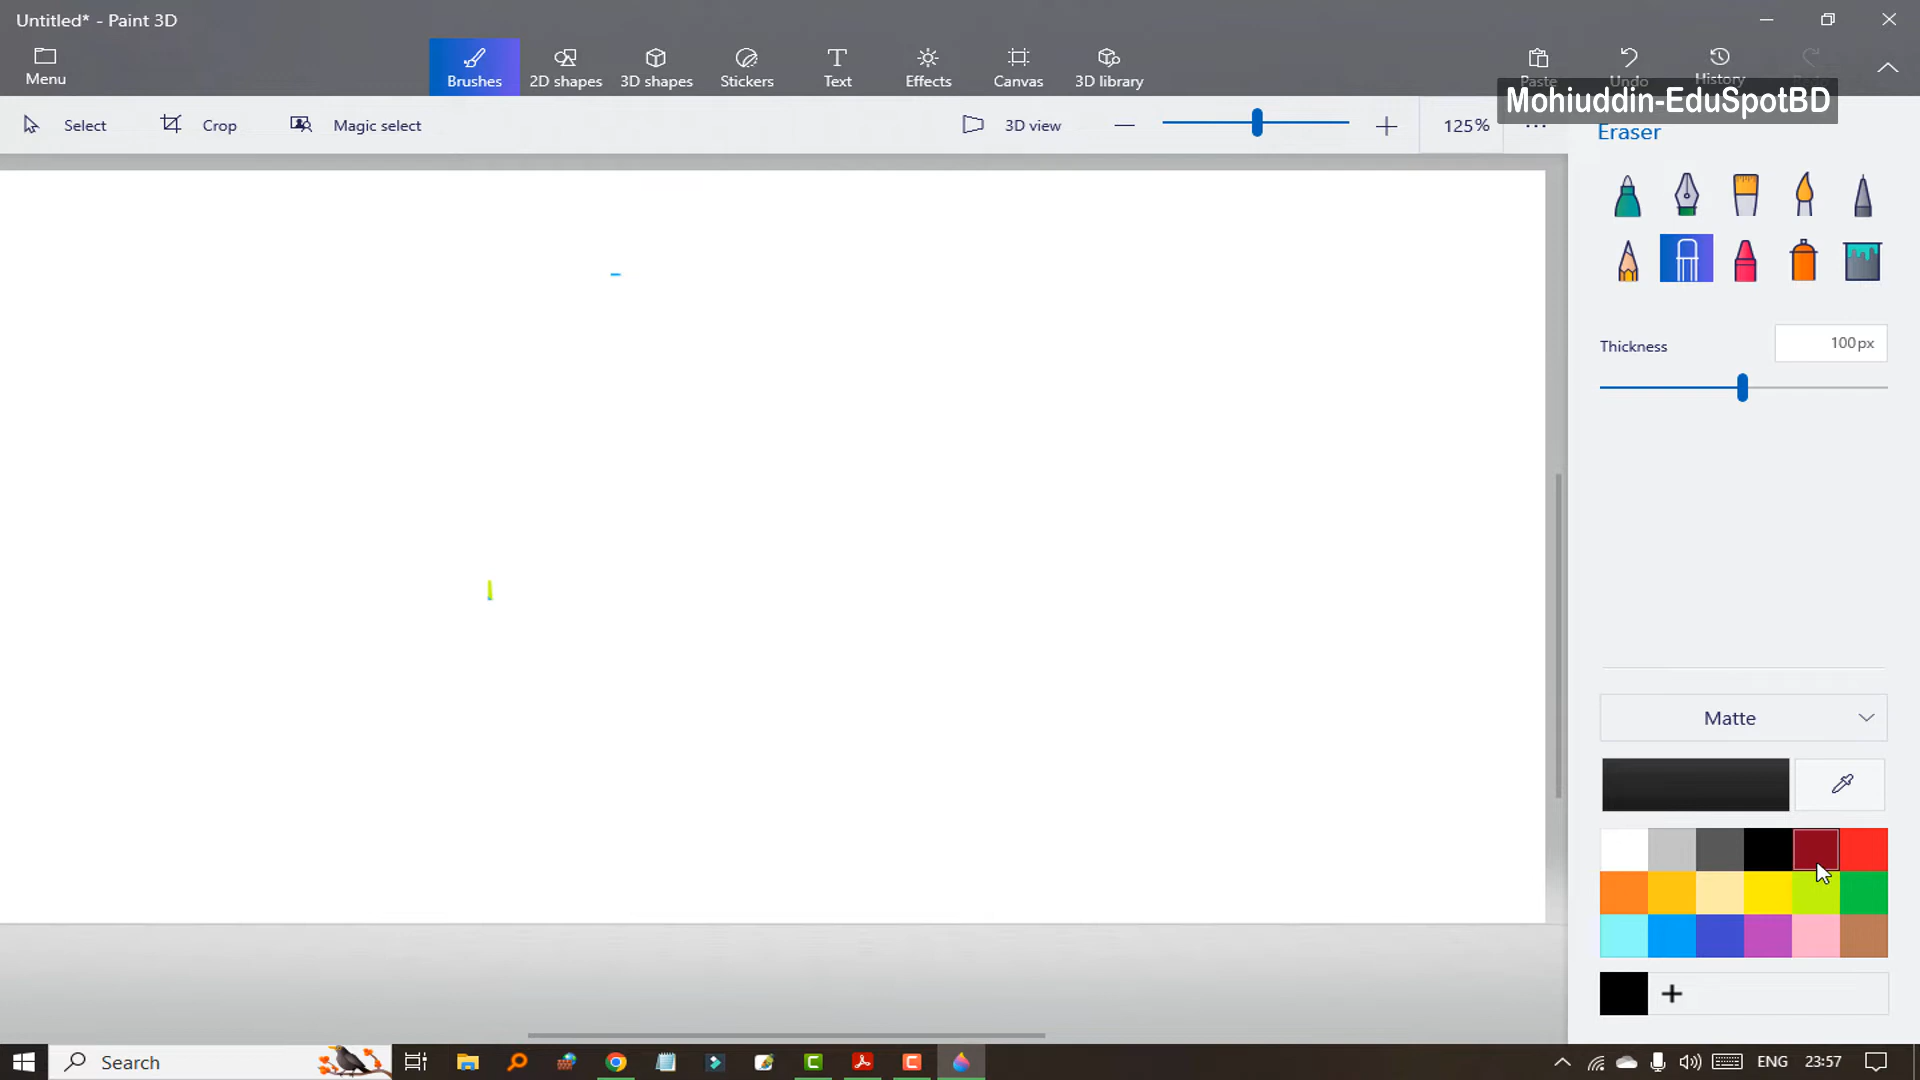 Untitled* - Paint 3D
Menu
Brushes
2D shapes
3D shapes
Stickers
Text
Effects
Canvas
3D library
Paste
Undo
History
Mohiuddin-EduSpotBD
Select
Crop
Magic select
3D view
125%
Eraser
Thickness
100px
Matte
Search
ENG
23:57